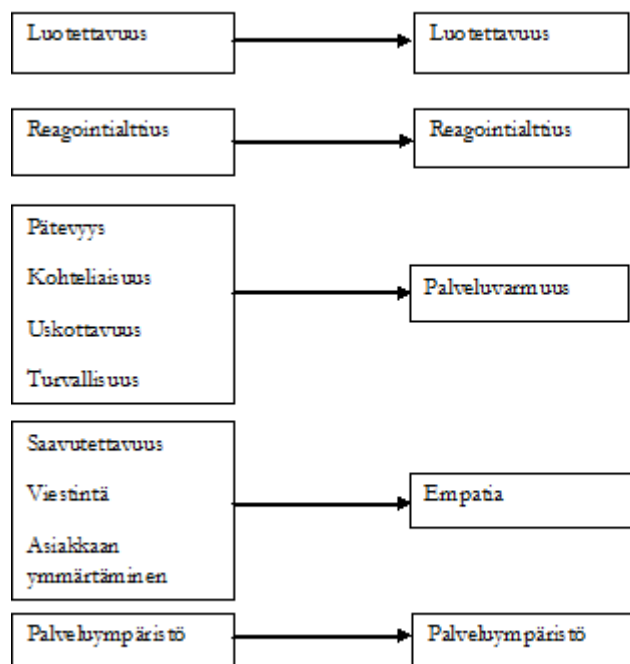 Luotettavuus
Luotettavuus
Reagointialttius
Reagointialttius
Pätevyys
Kohteliaisuus
Uskottavuus
Turvallisuus
Palveluvarmuus
Saavutettavuus
Viestintä
Asiakkaan
ymmärtäminen
Empatia
Palveluympäristö
Palveluympäristö